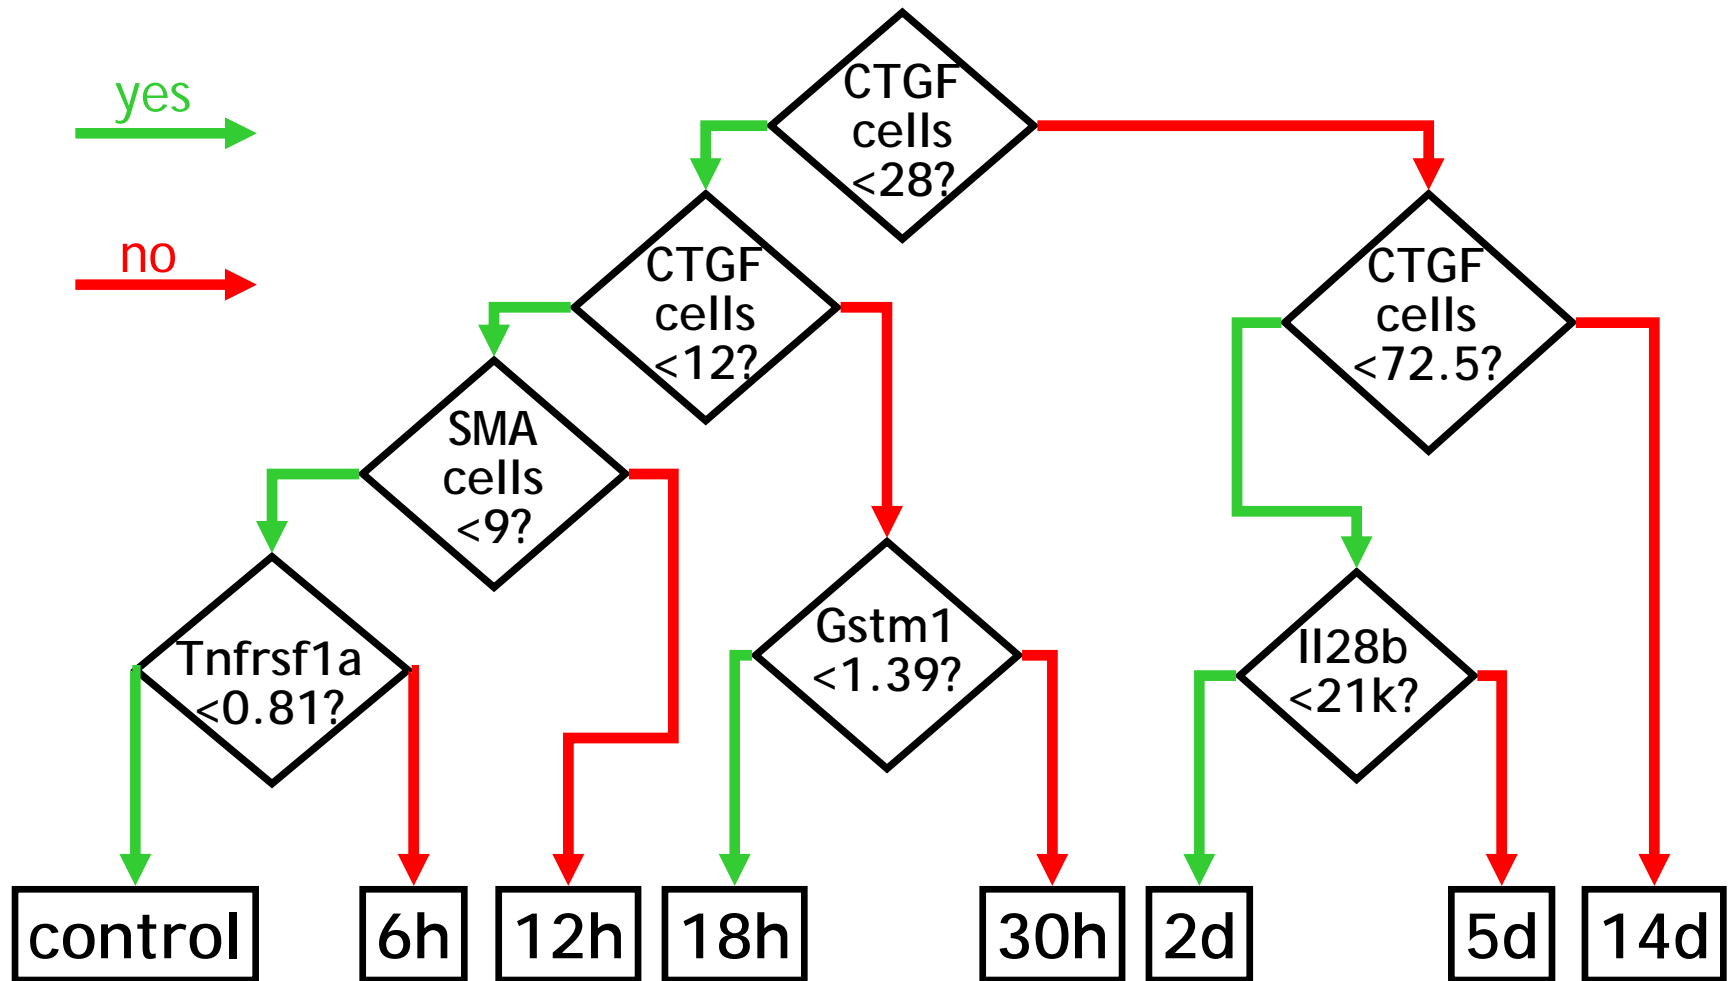 yes
no
CTGF
cells
<28?
CTGF
cells
<12?
CTGF
cells
<72.5?
SMA
cells
<9?
Tnfrsf1a
<0.81?
Gstm1
<1.39?
Il28b
<21k?
control
6h
12h
18h
30h
2d
5d
14d